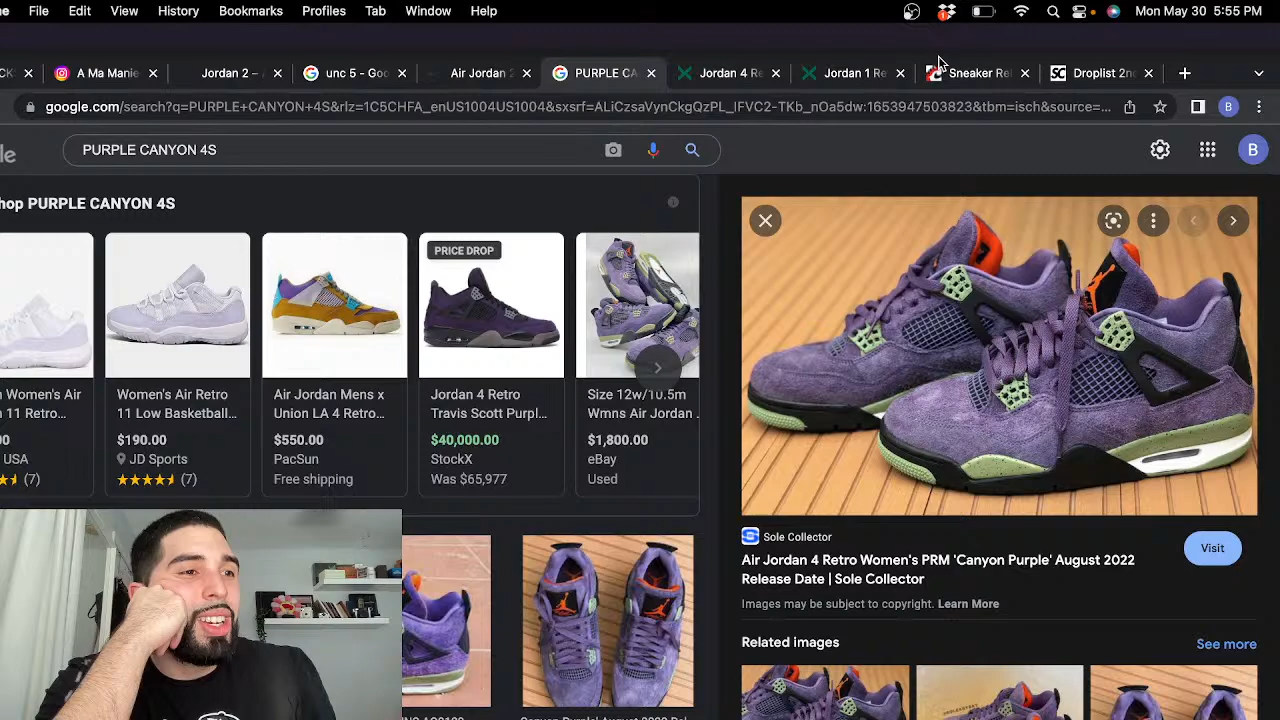 File Edit View History Bookmarks Profiles Tab Window Help Mon May 30 5:55 PM
A Ma Manie Jordan 2 – unc 5 - Goo Air Jordan 2 PURPLE CA Jordan 4 Re Jordan 1 Re Sneaker Rel Droplist 2n
google.com/search?q=PURPLE+CANYON+4S&rlz=1C5CHFA_enUS1004US1004&sxsrf=ALiCzsaVynCkgQzPL_IFVC2-TKb_nOa5dw:1653947503823&tbm=isch&source=...
B
PURPLE CANYON 4S
B
hop PURPLE CANYON 4S
PRICE DROP
n Women's Air
11 Retro...
USA
(7)
Women's Air Retro
11 Low Basketball...
$190.00
JD Sports
(7)
Air Jordan Mens x
Union LA 4 Retro...
$550.00
PacSun
Free shipping
Jordan 4 Retro
Travis Scott Purpl...
$40,000.00
StockX
Was $65,977
Size 12w/10.5m
Wmns Air Jordan
$1,800.00
eBay
Used
Sole Collector
Air Jordan 4 Retro Women's PRM 'Canyon Purple' August 2022
Release Date | Sole Collector
Visit
Images may be subject to copyright. Learn More
Related images
See more